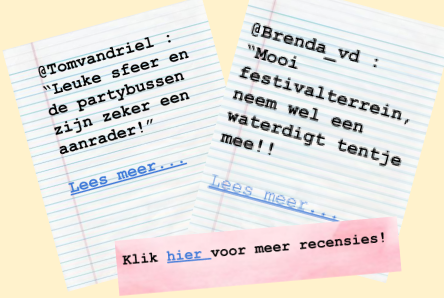 @Tomvandriel :
“Leuke sfeer en
de partybussen
zijn zeker een
aanrader!”
Lees meer...
@Brenda_vd :
“Mooi
festivalterrein,
neem wel een
waterdigt tentje
mee!!
Lees meer...
Klik hier voor meer recensies!